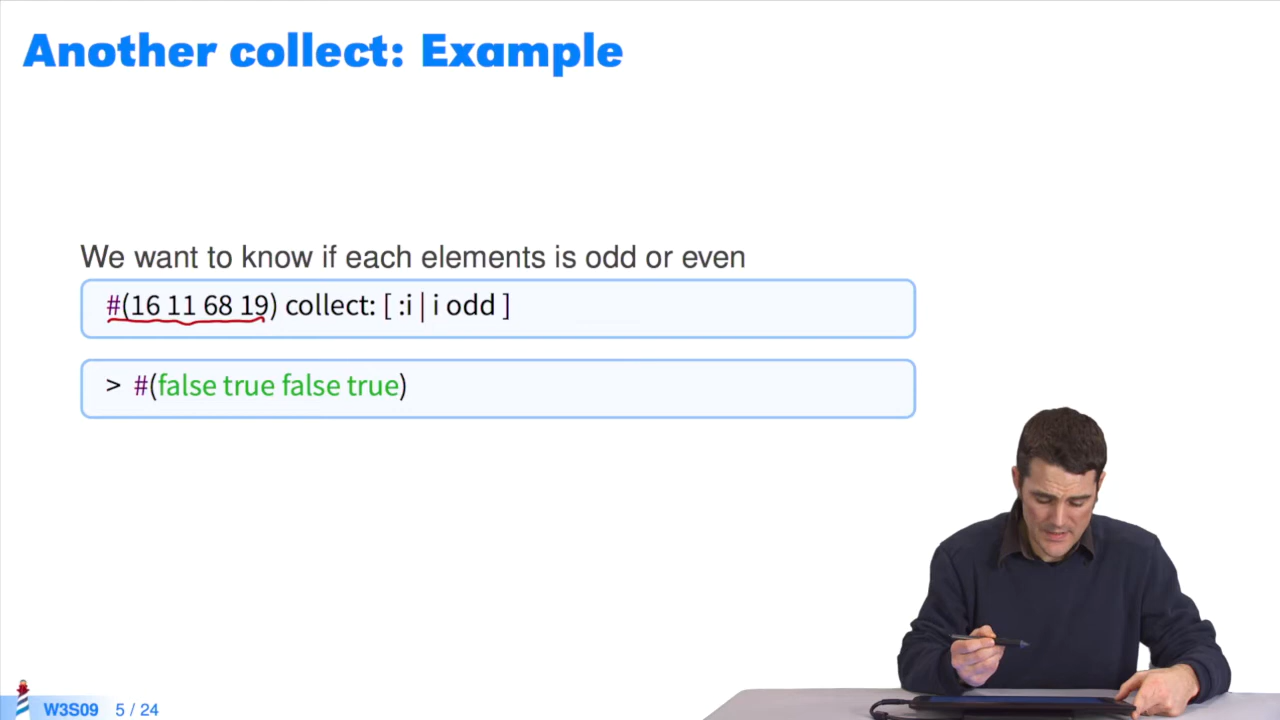 Another collect: Example
We want to know if each elements is odd or even
#(16 11 68 19) collect: [ :i | i odd ]
> #(false true false true)
W3S09 5 / 24